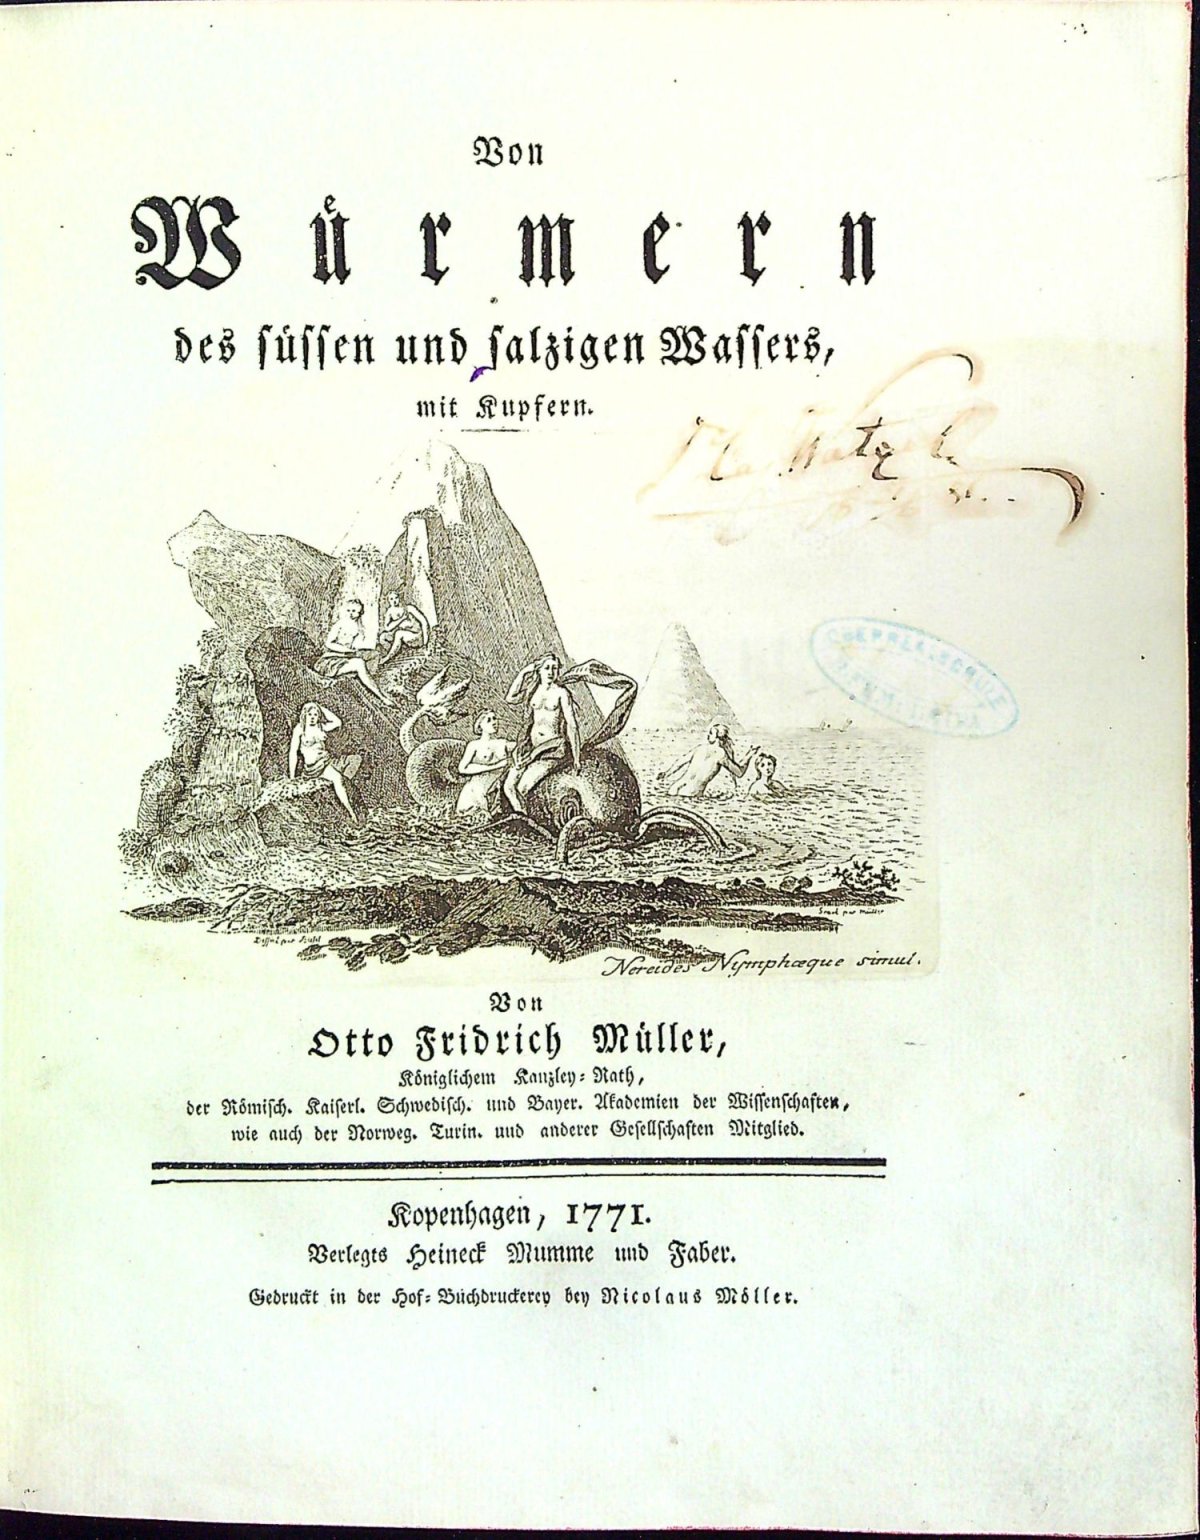 Von
Wuͤrmern
des süssen und salzigen Wassers,
mit Kupfern.
Nereides Nymphæque simul.
Von
Otto Fridrich Müller,
Königlichem Kanzley-Rath,
der Römisch. Kaiserl. Schwedisch. und Bayer. Akademien der Wissenschaften,
wie auch der Norweg. Turin. und anderer Gesellschaften Mitglied.
Kopenhagen, 1771.
Verlegts Heineck Mumme und Faber.
Gedruckt in der Hof-Buchdruckerey bey Nicolaus Möller.